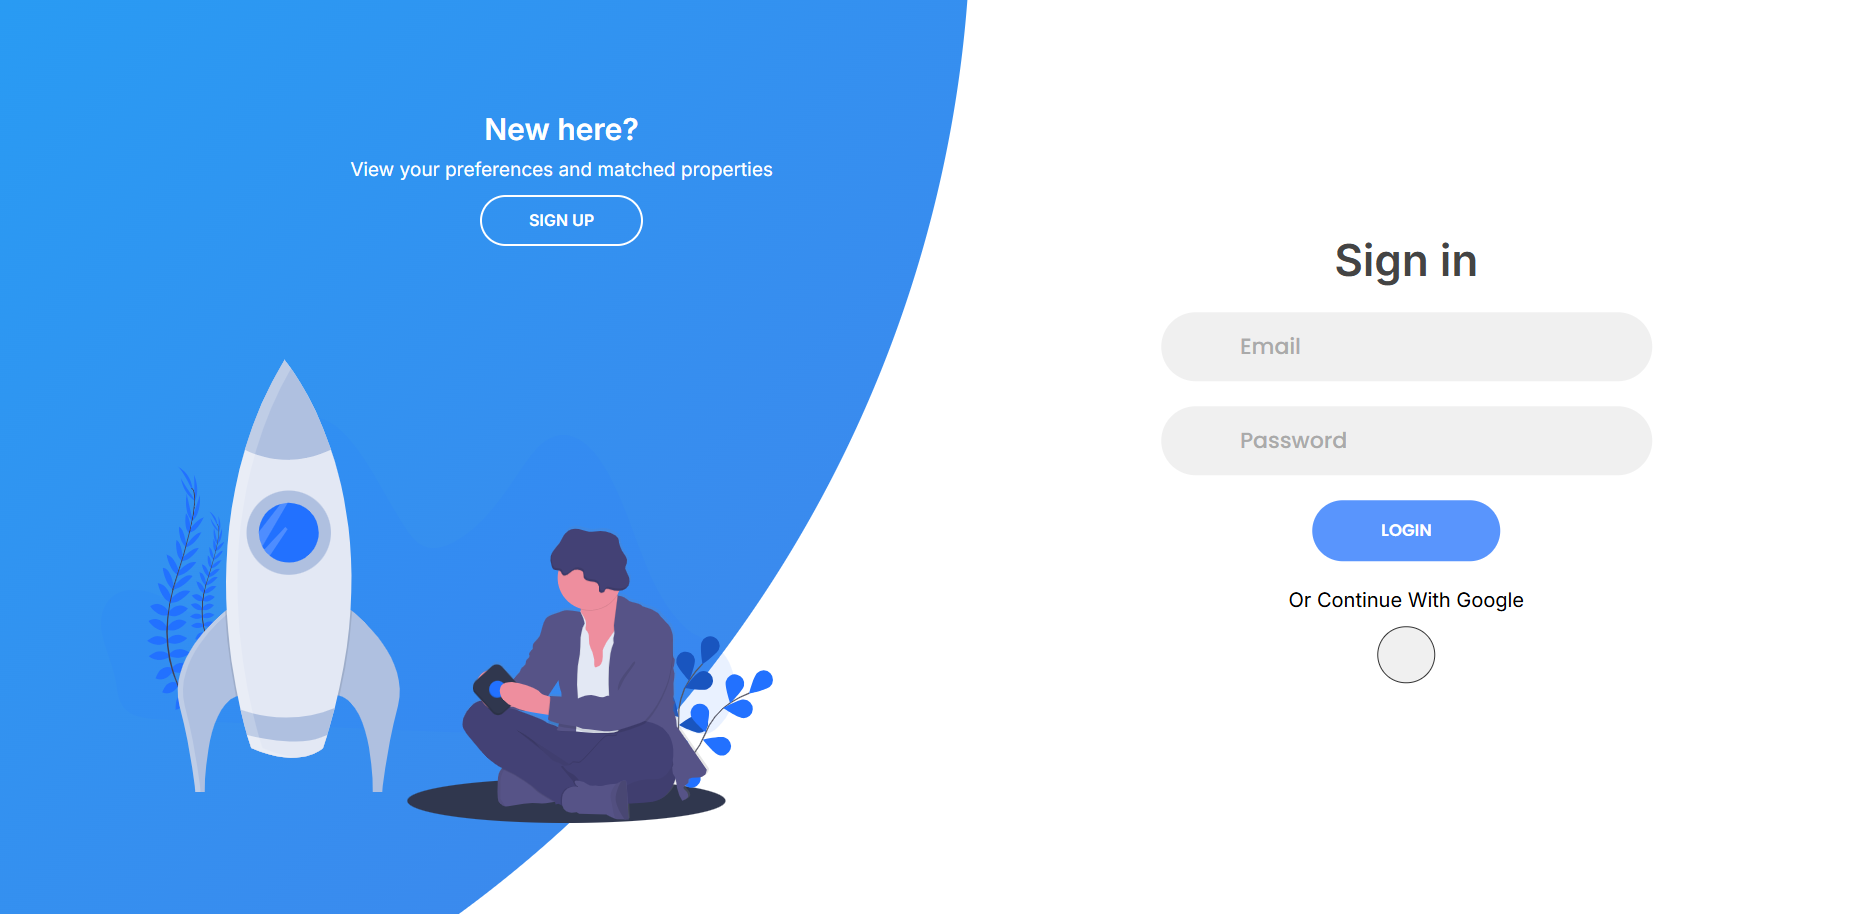 New here?
View your preferences and matched properties
SIGN UP
Sign in
Email
Password
LOGIN
Or Continue With Google